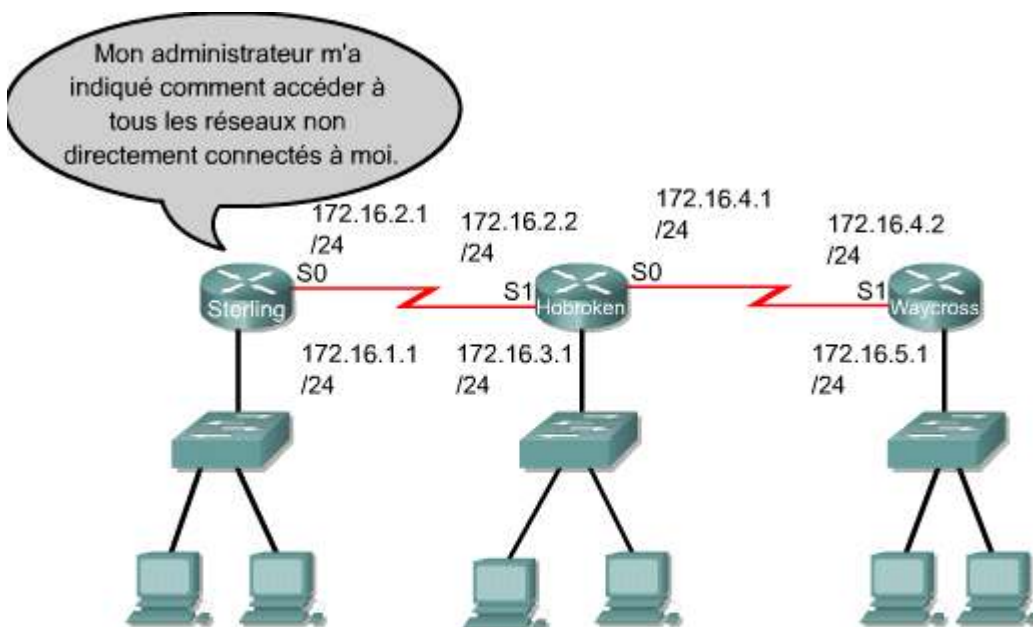 Mon administrateur m'a
indiqué comment accéder à
tous les réseaux non
directement connectés à moi.
172.16.2.1
/24
172.16.2.2
/24
172.16.4.1
/24
172.16.4.2
/24
S0
S1
S0
S1
Sterling
Hobroken
Waycross
172.16.1.1
/24
172.16.3.1
/24
172.16.5.1
/24